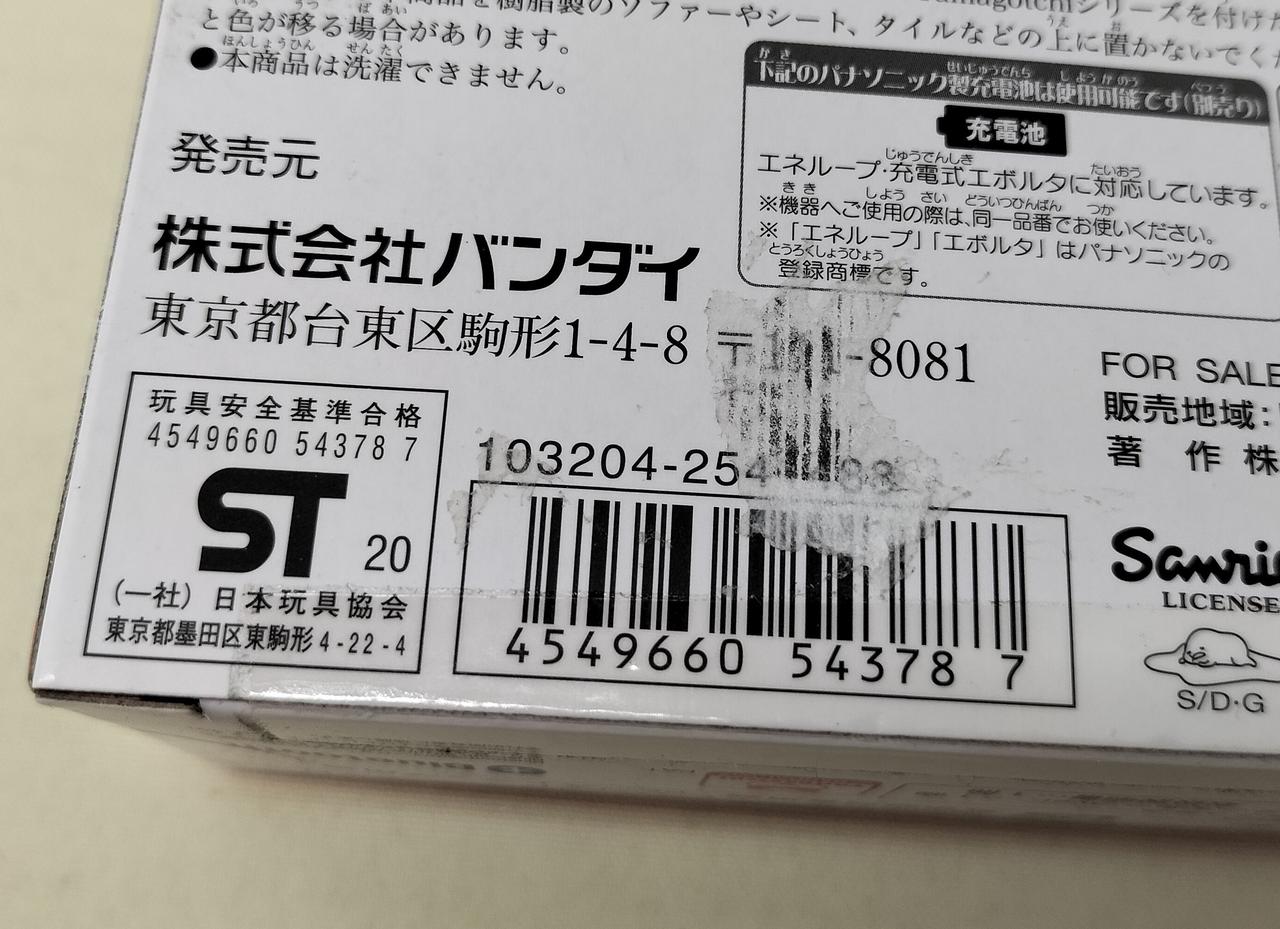 と色が移る場合があります。
●本商品は洗濯できません。
発売元
株式会社バンダイ
東京都台東区駒形1-4-8 〒 -8081
玩具安全基準合格
4549660 54378 7
ST 20
(一社) 日本玩具協会
東京都墨田区東駒形4-22-4
103204-254
4549660 543787
下記のパナソニック製充電池は使用可能です(別売り)
充電池
エネループ・充電式エボルタに対応しています。
※機器へご使用の際は、同一品番でお使いください。
※「エネループ」「エボルタ」はパナソニックの
登録商標です。
FOR SALE
販売地域:
著 作 株
Sanrio
LICENSE
S/D·G